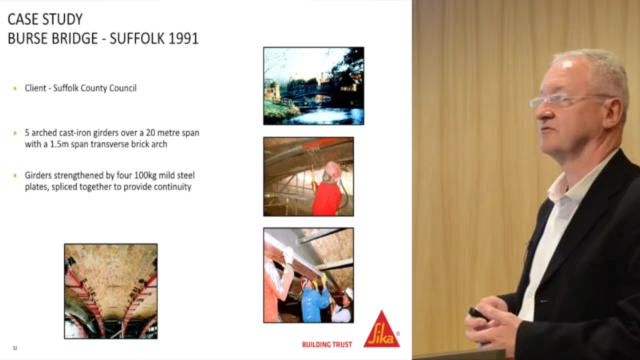 CASE STUDY
BURSE BRIDGE - SUFFOLK 1991
Client - Suffolk County Council
5 arched cast-iron girders over a 20 metre span
with a 1.5m span transverse brick arch
Girders strengthened by four 100kg mild steel
plates, spliced together to provide continuity
32
BUILDING TRUST
Sika®